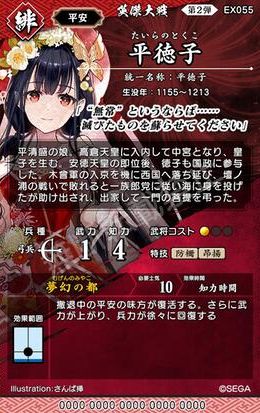 緋
平安
英傑大戦
第2弾
EX055
たいらのとくこ
平徳子
統一名称：平徳子
生没年：1155～1213
「“無常”というならば……
滅びたものを蘇らせてください」
平清盛の娘。高倉天皇に入内して中宮となり、皇
子を生む。安徳天皇の即位後、徳子も国政に参与
した。木曾軍の入京を機に西国へ落ち延び、壇ノ
浦の戦いで敗れると一族郎党に従い海に身を投げ
たが助け出され、出家して一門の菩提を弔った。
兵種
弓兵
武力
1
知力
4
武将コスト
特技
防柵
昂揚
むげんのみやこ
夢幻の都
必要士気
10
効果時間
知力時間
効果範囲
撤退中の平安の味方が復活する。さらに武
力が上がり、兵力が徐々に回復する
Illustration:さんば挿
©SEGA
0000-0000-0000-0000-0000